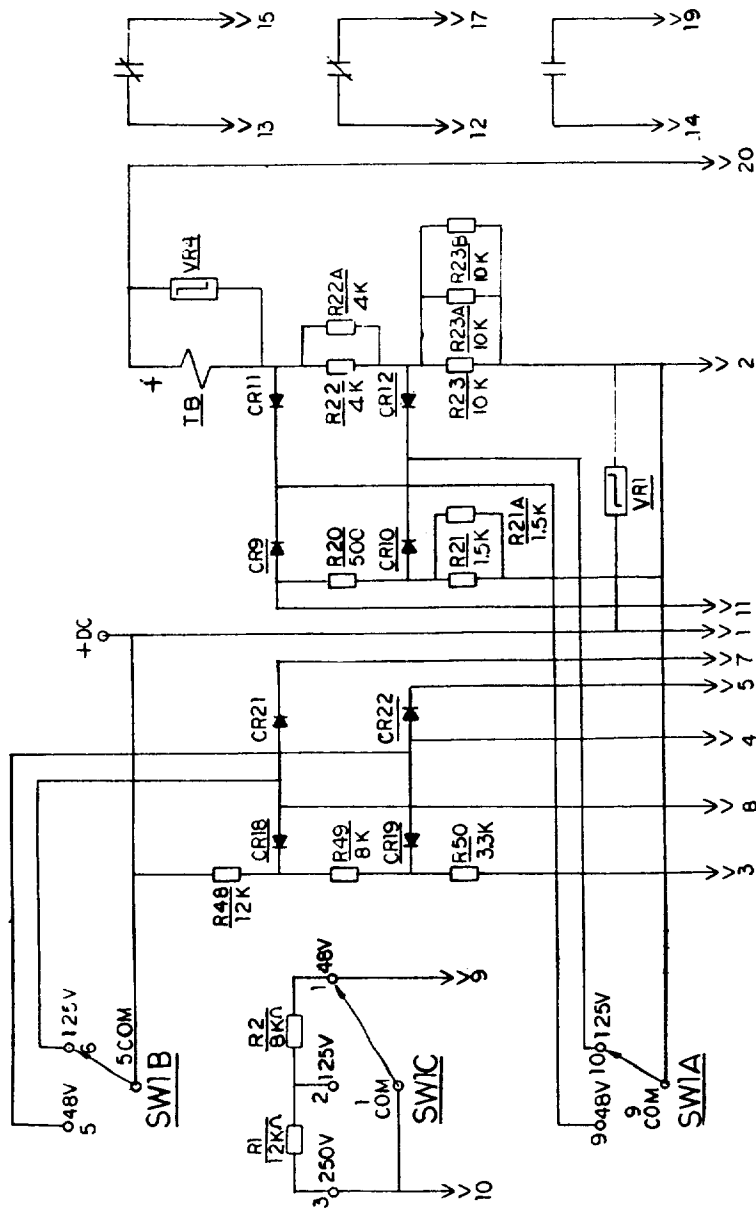 15
13
17
12
19
14
20
VR4
+
TB
CR11
R22A
4K
R22
4K
CR12
R23B
10K
R23A
10K
R23
10K
2
CR9
R20
500
CR10
R21
1.5K
R21A
1.5K
VR1
+DC
11
1
7
5
4
8
3
CR21
CR22
CR18
R49
8K
CR19
R50
3.3K
R48
12K
48V
5
125V
6
5COM
SW1B
R1
12KΩ
R2
8KΩ
3
250V
2
125V
1
48V
1
COM
SW1C
10
9
9
48V
10
125V
9
COM
SW1A